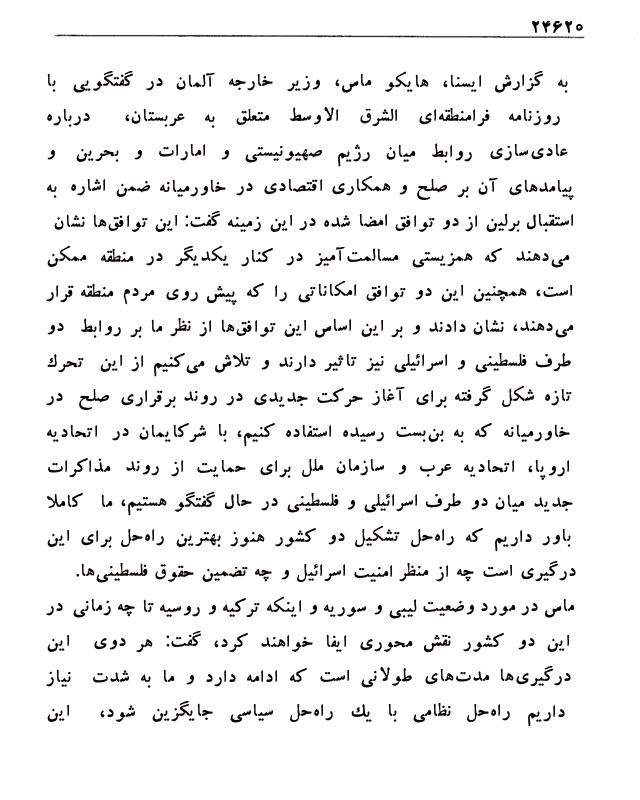 ۲۴۶۲۰
به گزارش ایسنا، هایکو ماس، وزیر خارجه آلمان در گفتگویی با
روزنامه فرامنطقه‌ای الشرق الاوسط متعلق به عربستان، درباره
عادی‌سازی روابط میان رژیم صهیونیستی و امارات و بحرین و
پیامدهای آن بر صلح و همکاری اقتصادی در خاورمیانه ضمن اشاره به
استقبال برلین از دو توافق امضا شده در این زمینه گفت: این توافق‌ها نشان
می‌دهند که همزیستی مسالمت‌آمیز در کنار یکدیگر در منطقه ممکن
است، همچنین این دو توافق امکاناتی را که پیش روی مردم منطقه قرار
می‌دهند، نشان دادند و بر این اساس این توافق‌ها از نظر ما بر روابط دو
طرف فلسطینی و اسرائیلی نیز تاثیر دارند و تلاش می‌کنیم از این تحرك
تازه شکل گرفته برای آغاز حرکت جدیدی در روند برقراری صلح در
خاورمیانه که به بن‌بست رسیده استفاده کنیم، با شرکایمان در اتحادیه
اروپا، اتحادیه عرب و سازمان ملل برای حمایت از روند مذاکرات
جدید میان دو طرف اسرائیلی و فلسطینی در حال گفتگو هستیم، ما کاملا
باور داریم که راه‌حل تشکیل دو کشور هنوز بهترین راه‌حل برای این
درگیری است چه از منظر امنیت اسرائیل و چه تضمین حقوق فلسطینی‌ها.
ماس در مورد وضعیت لیبی و سوریه و اینکه ترکیه و روسیه تا چه زمانی در
این دو کشور نقش محوری ایفا خواهند کرد، گفت: هر دوی این
درگیری‌ها مدت‌های طولانی است که ادامه دارد و ما به شدت نیاز
داریم راه‌حل نظامی با یك راه‌حل سیاسی جایگزین شود، این